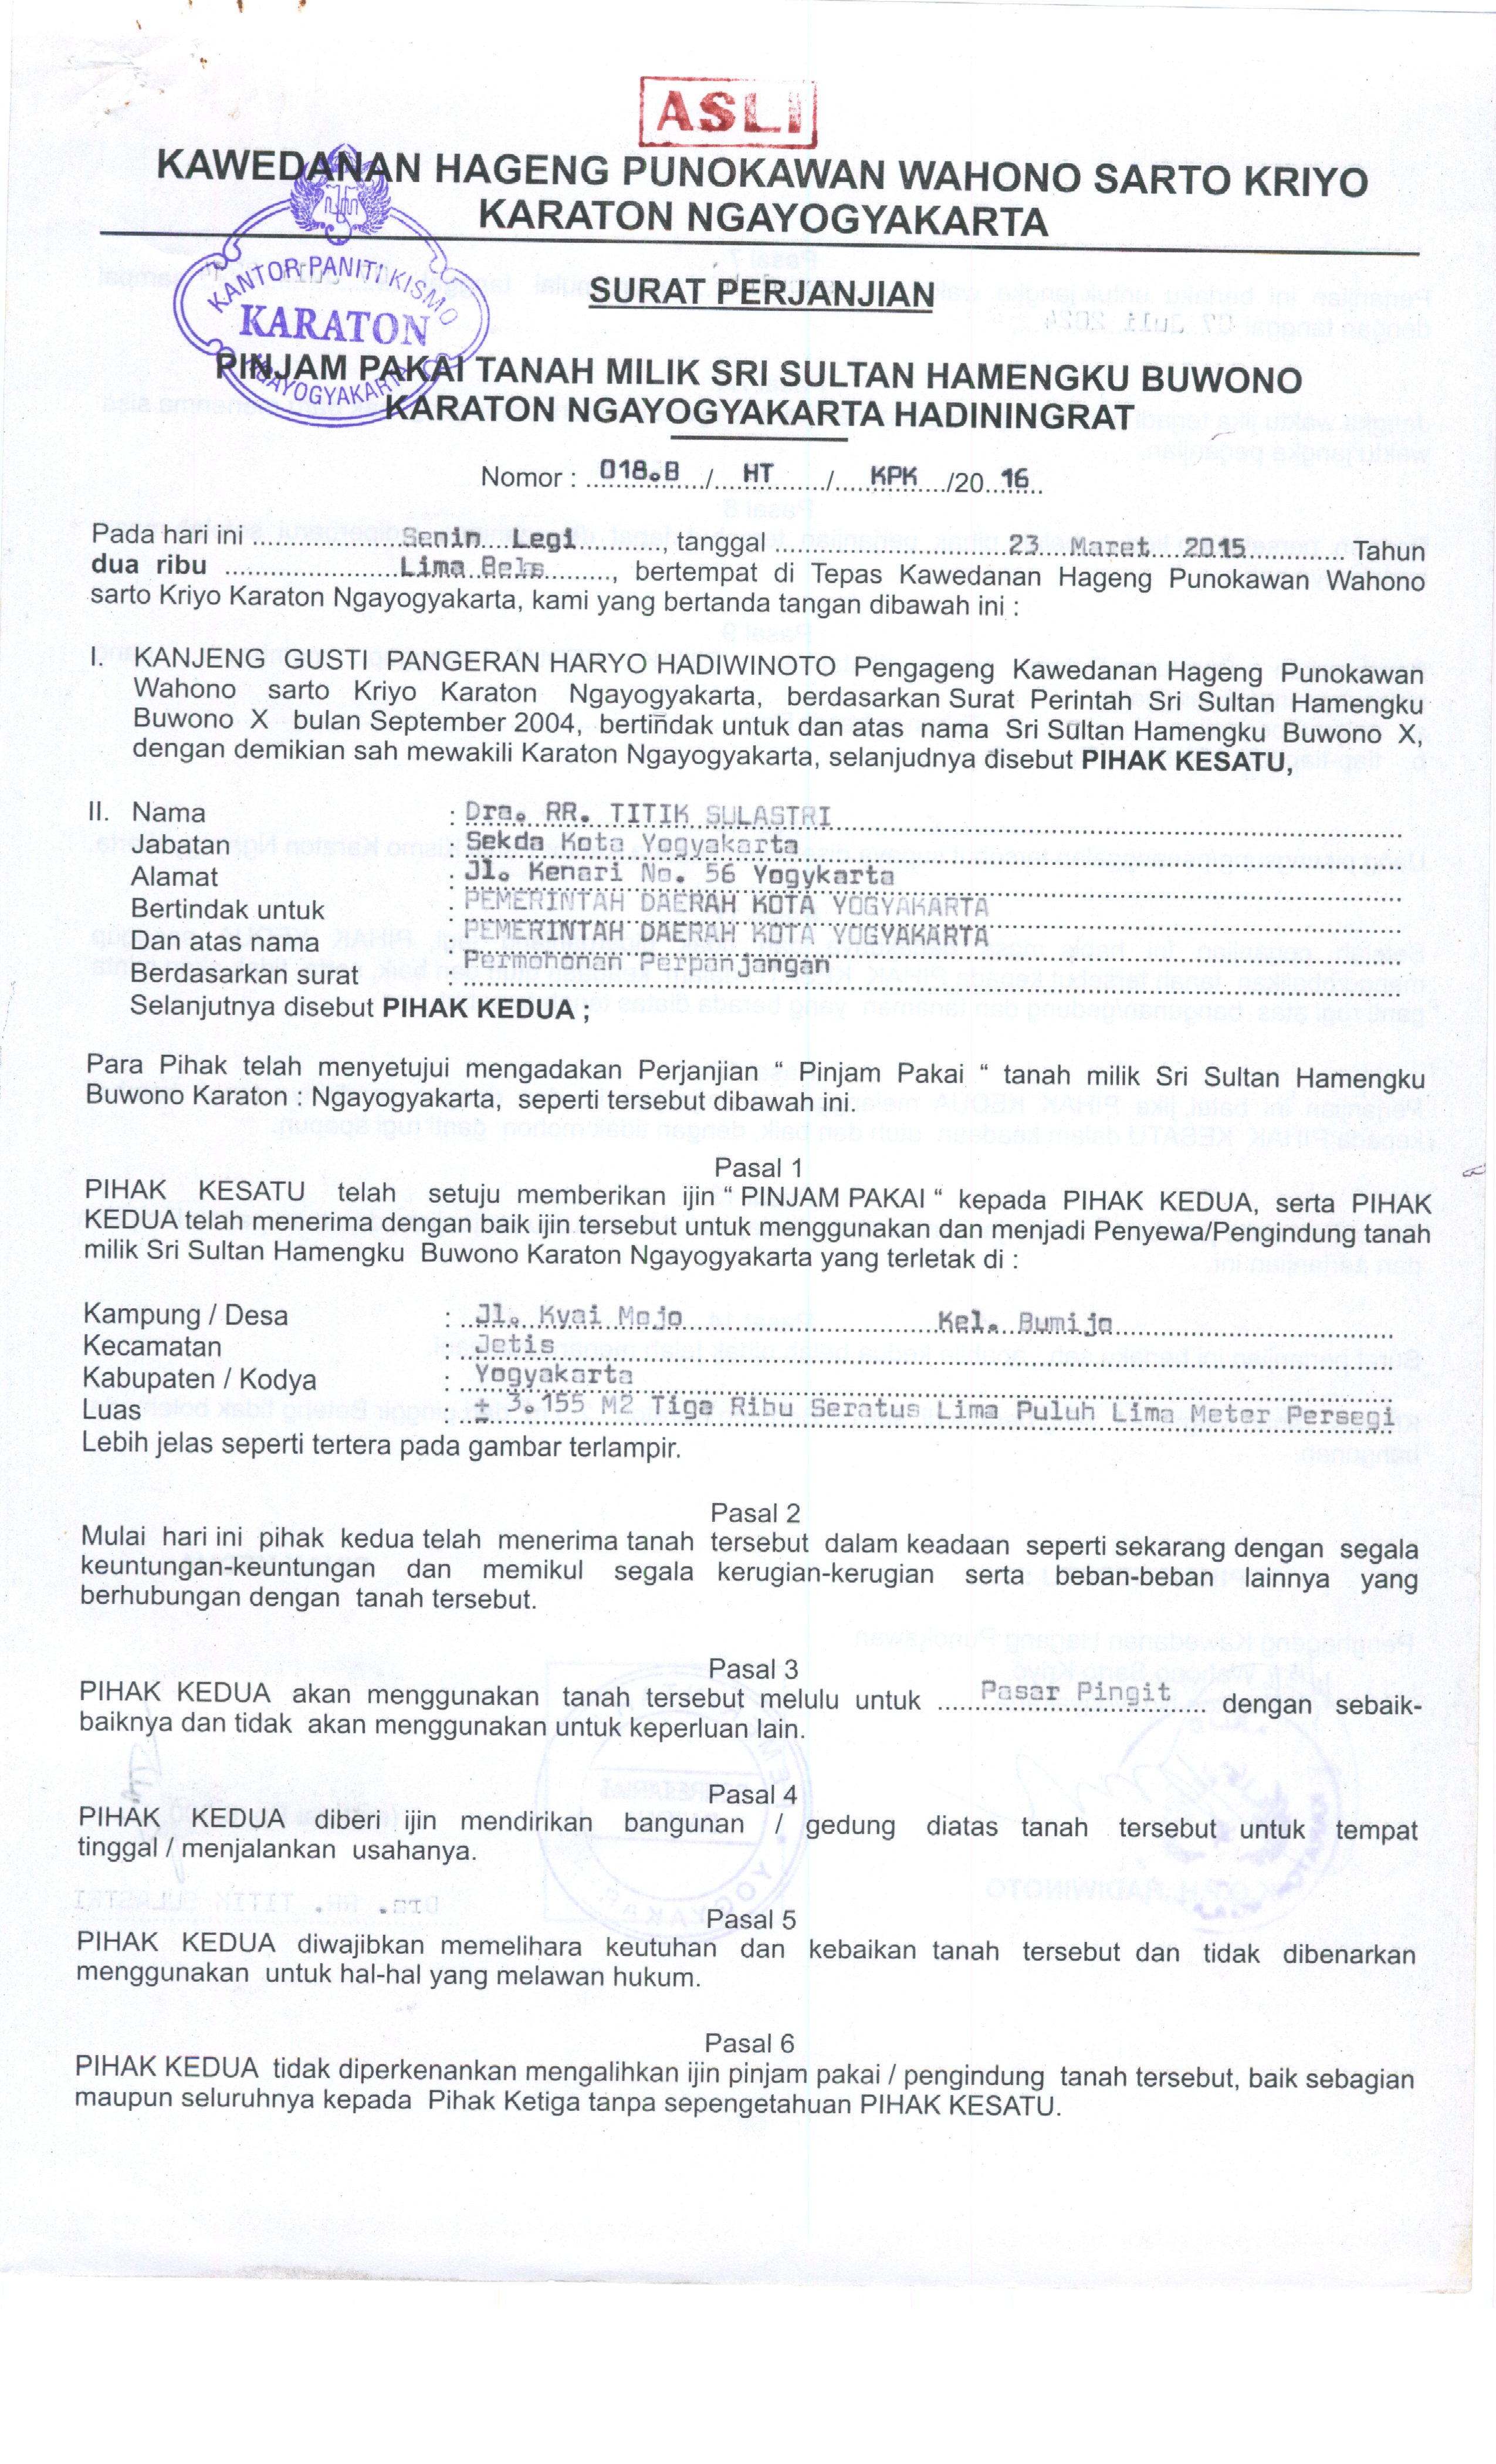 ASLI
KAWEDANAN HAGENG PUNOKAWAN WAHONO SARTO KRIYO
KARATON NGAYOGYAKARTA
KANTOR PANITIKISMO
KARATON
NGAYOGYAKARTA
SURAT PERJANJIAN
PINJAM PAKAI TANAH MILIK SRI SULTAN HAMENGKU BUWONO
KARATON NGAYOGYAKARTA HADININGRAT
Nomor : 018.B / HT / KPK /20 16
Pada hari ini Senin Legi, tanggal 23 Maret 2015 Tahun
dua ribu Lima Bels, bertempat di Tepas Kawedanan Hageng Punokawan Wahono
sarto Kriyo Karaton Ngayogyakarta, kami yang bertanda tangan dibawah ini :
I. KANJENG GUSTI PANGERAN HARYO HADIWINOTO Pengageng Kawedanan Hageng Punokawan
Wahono sarto Kriyo Karaton Ngayogyakarta, berdasarkan Surat Perintah Sri Sultan Hamengku
Buwono X bulan September 2004, bertindak untuk dan atas nama Sri Sultan Hamengku Buwono X,
dengan demikian sah mewakili Karaton Ngayogyakarta, selanjudnya disebut PIHAK KESATU,
II. Nama : Dra. RR. TITIK SULASTRI
Jabatan : Sekda Kota Yogyakarta
Alamat : Jl. Kenari No. 56 Yogykarta
Bertindak untuk : PEMERINTAH DAERAH KOTA YOGYAKARTA
Dan atas nama : PEMERINTAH DAERAH KOTA YOGYAKARTA
Berdasarkan surat : Permohonan Perpanjangan
Selanjutnya disebut PIHAK KEDUA ;
Para Pihak telah menyetujui mengadakan Perjanjian “ Pinjam Pakai “ tanah milik Sri Sultan Hamengku
Buwono Karaton : Ngayogyakarta, seperti tersebut dibawah ini.
Pasal 1
PIHAK KESATU telah setuju memberikan ijin “ PINJAM PAKAI “ kepada PIHAK KEDUA, serta PIHAK
KEDUA telah menerima dengan baik ijin tersebut untuk menggunakan dan menjadi Penyewa/Pengindung tanah
milik Sri Sultan Hamengku Buwono Karaton Ngayogyakarta yang terletak di :
Kampung / Desa : Jl. Kyai Mojo Kel. Bumijo
Kecamatan : Jetis
Kabupaten / Kodya : Yogyakarta
Luas : ± 3.155 M2 Tiga Ribu Seratus Lima Puluh Lima Meter Persegi
Lebih jelas seperti tertera pada gambar terlampir.
Pasal 2
Mulai hari ini pihak kedua telah menerima tanah tersebut dalam keadaan seperti sekarang dengan segala
keuntungan-keuntungan dan memikul segala kerugian-kerugian serta beban-beban lainnya yang
berhubungan dengan tanah tersebut.
Pasal 3
PIHAK KEDUA akan menggunakan tanah tersebut melulu untuk Pasar Pingit dengan sebaik-
baiknya dan tidak akan menggunakan untuk keperluan lain.
Pasal 4
PIHAK KEDUA diberi ijin mendirikan bangunan / gedung diatas tanah tersebut untuk tempat
tinggal / menjalankan usahanya.
Pasal 5
PIHAK KEDUA diwajibkan memelihara keutuhan dan kebaikan tanah tersebut dan tidak dibenarkan
menggunakan untuk hal-hal yang melawan hukum.
Pasal 6
PIHAK KEDUA tidak diperkenankan mengalihkan ijin pinjam pakai / pengindung tanah tersebut, baik sebagian
maupun seluruhnya kepada Pihak Ketiga tanpa sepengetahuan PIHAK KESATU.